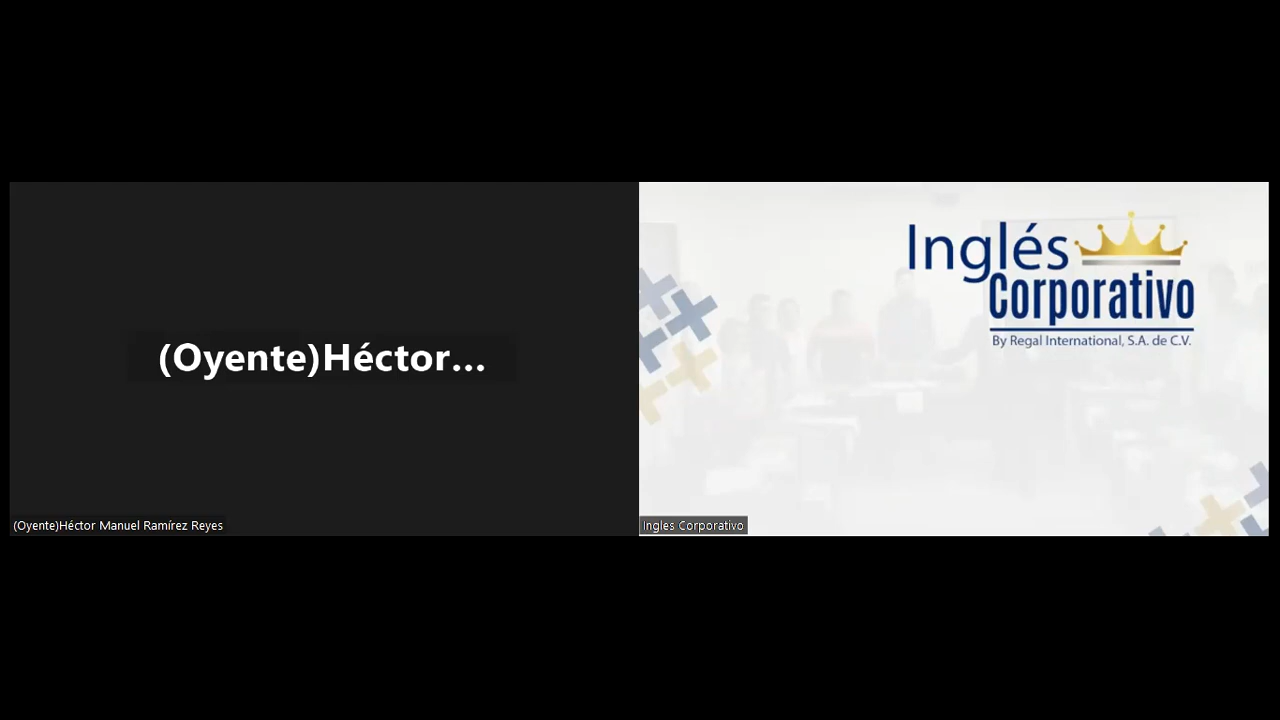 (Oyente)Héctor...
(Oyente)Héctor Manuel Ramírez Reyes
Inglés
Corporativo
By Regal International, S.A. de C.V.
Ingles Corporativo